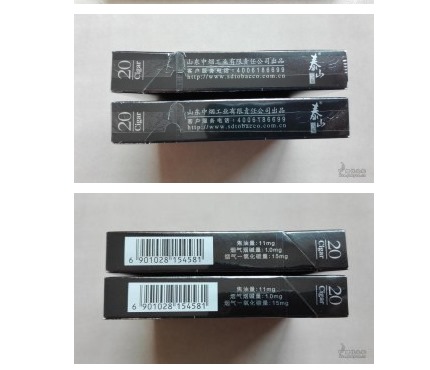 20
Cigar
山东中烟工业有限责任公司出品
客户服务电话:4006186699
http://www.sdtobacco.com.cn
泰山
20
Cigar
山东中烟工业有限责任公司出品
客户服务电话:4006186699
http://www.sdtobacco.com.cn
泰山
6 901028 154581
焦油量:11mg
烟气烟碱量:1.0mg
烟气一氧化碳量:15mg
20
Cigar
6 901028 154581
焦油量:11mg
烟气烟碱量:1.0mg
烟气一氧化碳量:15mg
20
Cigar